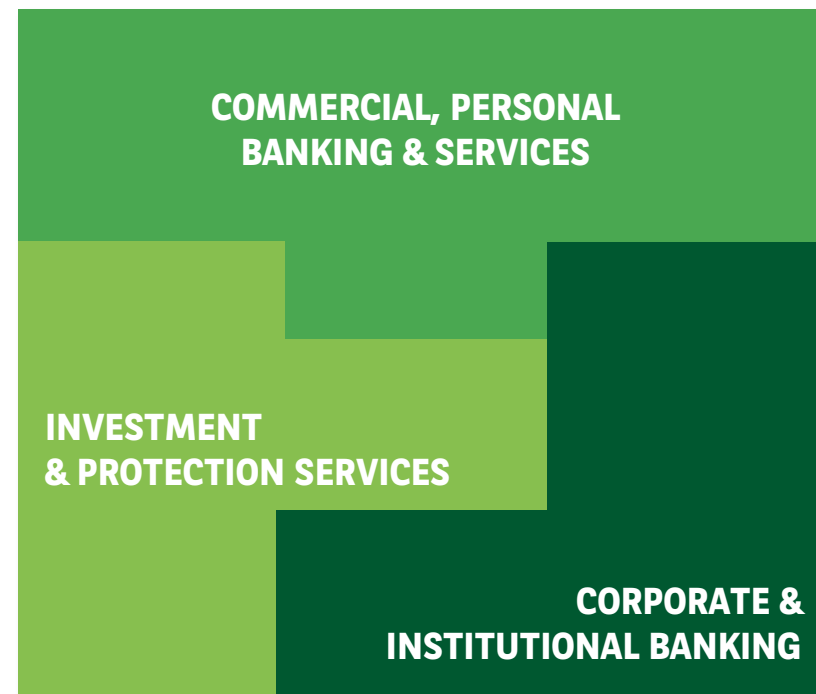 COMMERCIAL, PERSONAL
BANKING & SERVICES
INVESTMENT
& PROTECTION SERVICES
CORPORATE &
INSTITUTIONAL BANKING